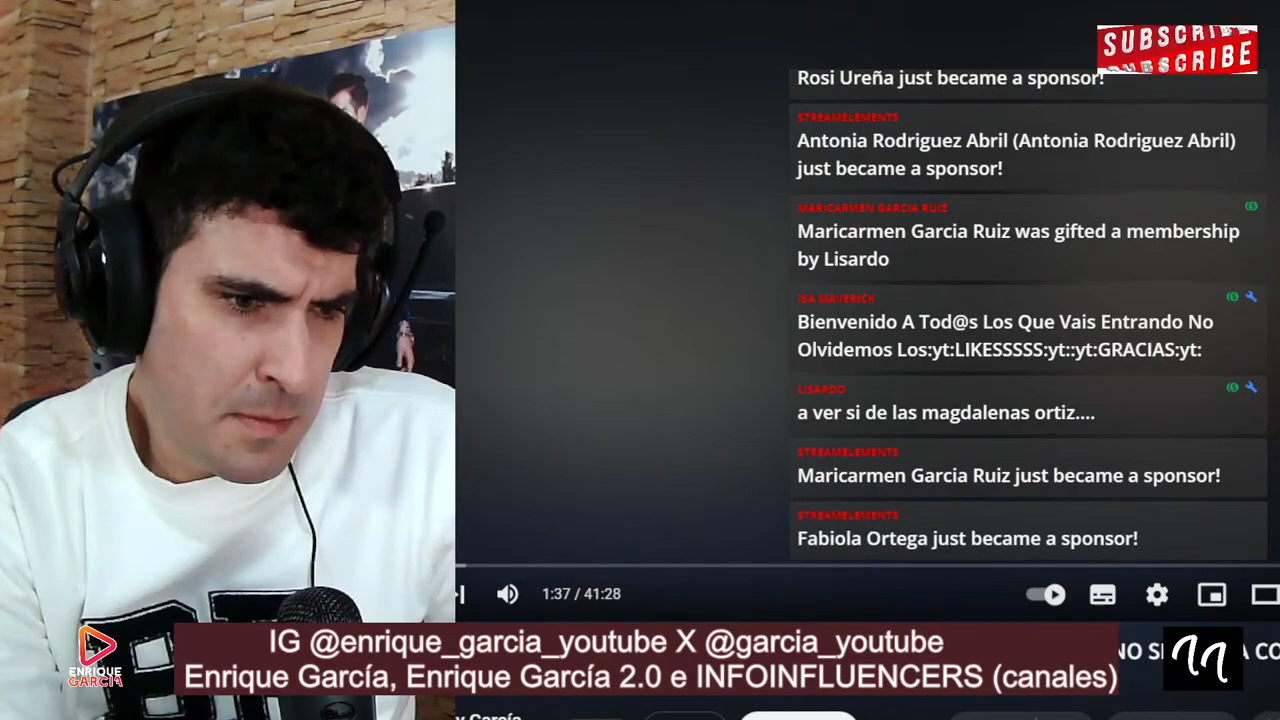 SUBSCRIBE
SUBSCRIBE
Rosi Ureña just became a sponsor!
STREAMELEMENTS
Antonia Rodriguez Abril (Antonia Rodriguez Abril)
just became a sponsor!
MARICARMEN GARCIA RUIZ
Maricarmen Garcia Ruiz was gifted a membership
by Lisardo
ISA MAVERICK
Bienvenido A Tod@s Los Que Vais Entrando No
Olvidemos Los:yt:LIKESSSSS:yt::yt:GRACIAS:yt:
LISARDO
a ver si de las magdalenas ortiz....
STREAMELEMENTS
Maricarmen Garcia Ruiz just became a sponsor!
STREAMELEMENTS
Fabiola Ortega just became a sponsor!
1:37 / 41:28
IG @enrique_garcia_youtube X @garcia_youtube
Enrique García, Enrique García 2.0 e INFOINFLUENCERS (canales)
ENRIQUE
GARCÍA
y García